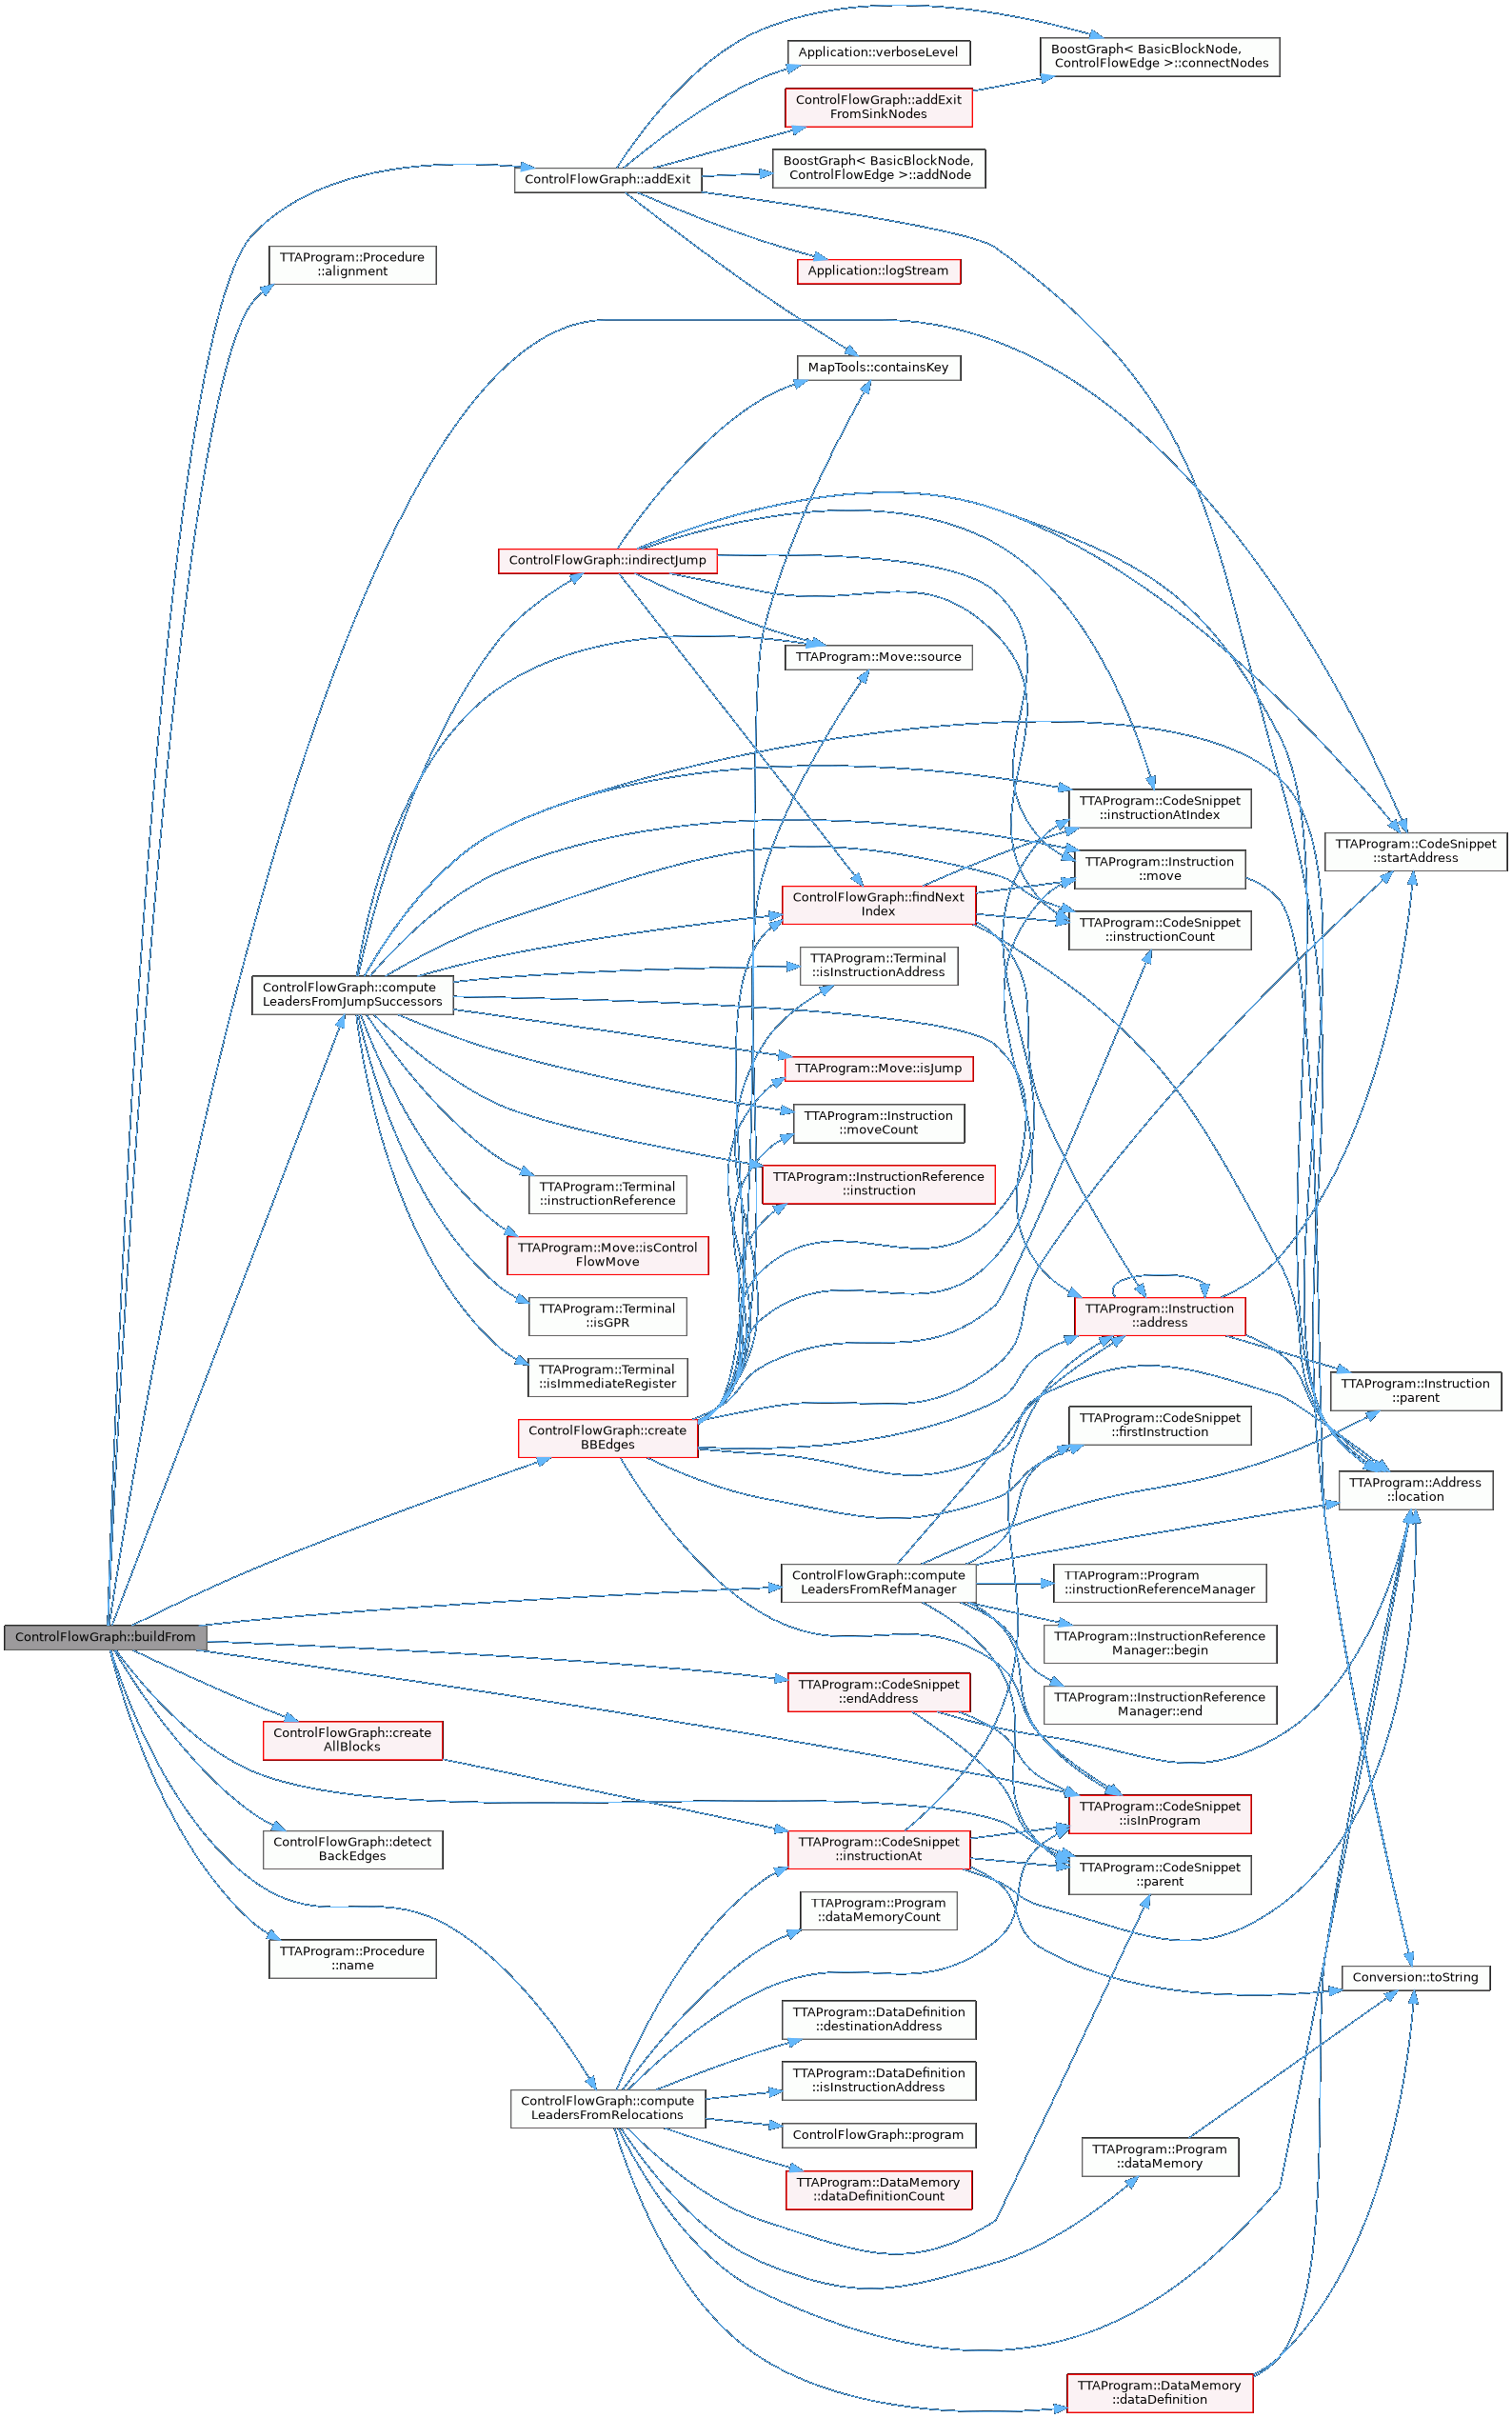 Application::verboseLevel
BoostGraph< BasicBlockNode,
ControlFlowEdge >::connectNodes
ControlFlowGraph::addExit
FromSinkNodes
BoostGraph< BasicBlockNode,
ControlFlowEdge >::addNode
ControlFlowGraph::addExit
TTAProgram::Procedure
::alignment
Application::logStream
MapTools::containsKey
ControlFlowGraph::indirectJump
TTAProgram::Move::source
TTAProgram::CodeSnippet
::instructionAtIndex
TTAProgram::CodeSnippet
::startAddress
TTAProgram::Instruction
::move
ControlFlowGraph::findNext
Index
TTAProgram::CodeSnippet
::instructionCount
TTAProgram::Terminal
::isInstructionAddress
ControlFlowGraph::compute
LeadersFromJumpSuccessors
TTAProgram::Move::isJump
TTAProgram::Instruction
::moveCount
TTAProgram::InstructionReference
::instruction
TTAProgram::Terminal
::instructionReference
TTAProgram::Move::isControl
FlowMove
TTAProgram::Terminal
::isGPR
TTAProgram::Instruction
::address
TTAProgram::Terminal
::isImmediateRegister
TTAProgram::Instruction
::parent
TTAProgram::CodeSnippet
::firstInstruction
ControlFlowGraph::create
BBEdges
TTAProgram::Address
::location
ControlFlowGraph::compute
LeadersFromRefManager
TTAProgram::Program
::instructionReferenceManager
ControlFlowGraph::buildFrom
TTAProgram::InstructionReference
Manager::begin
TTAProgram::CodeSnippet
::endAddress
TTAProgram::InstructionReference
Manager::end
ControlFlowGraph::create
AllBlocks
TTAProgram::CodeSnippet
::isInProgram
ControlFlowGraph::detect
BackEdges
TTAProgram::CodeSnippet
::instructionAt
TTAProgram::CodeSnippet
::parent
TTAProgram::Program
::dataMemoryCount
TTAProgram::Procedure
::name
Conversion::toString
TTAProgram::DataDefinition
::destinationAddress
TTAProgram::DataDefinition
::isInstructionAddress
ControlFlowGraph::compute
LeadersFromRelocations
ControlFlowGraph::program
TTAProgram::Program
::dataMemory
TTAProgram::DataMemory
::dataDefinitionCount
TTAProgram::DataMemory
::dataDefinition